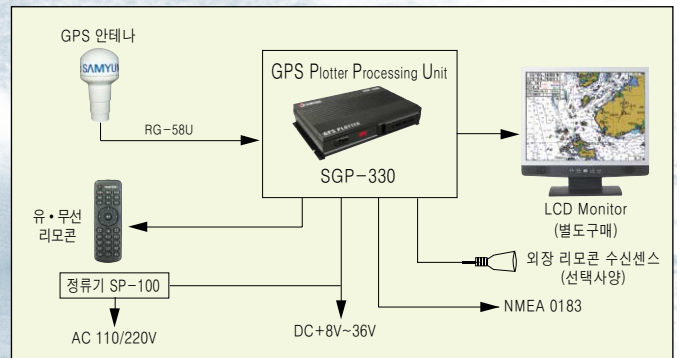 GPS 안테나
SAMYUN
RG-58U
GPS Plotter Processing Unit
GPS PLOTTER
SGP-330
LCD Monitor
(별도구매)
유 • 무선
리모콘
외장 리모콘 수신센스
(선택사양)
정류기 SP-100
NMEA 0183
AC 110/220V
DC+8V~36V